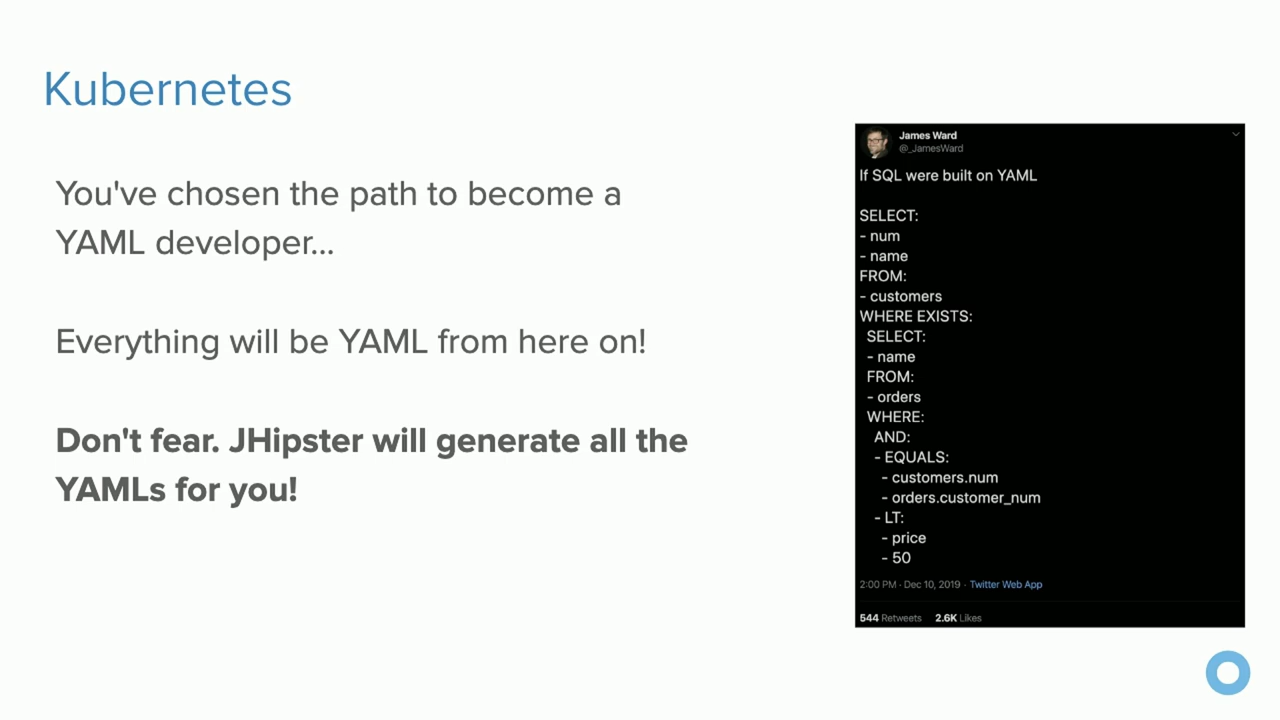 Kubernetes
You've chosen the path to become a
YAML developer...
Everything will be YAML from here on!
Don't fear. JHipster will generate all the
YAMLs for you!
James Ward
@_JamesWard
If SQL were built on YAML
SELECT:
- num
- name
FROM:
- customers
WHERE EXISTS:
SELECT:
- name
FROM:
- orders
WHERE:
AND:
- EQUALS:
- customers.num
- orders.customer_num
- LT:
- price
- 50
2:00 PM · Dec 10, 2019 · Twitter Web App
544 Retweets 2.6K Likes